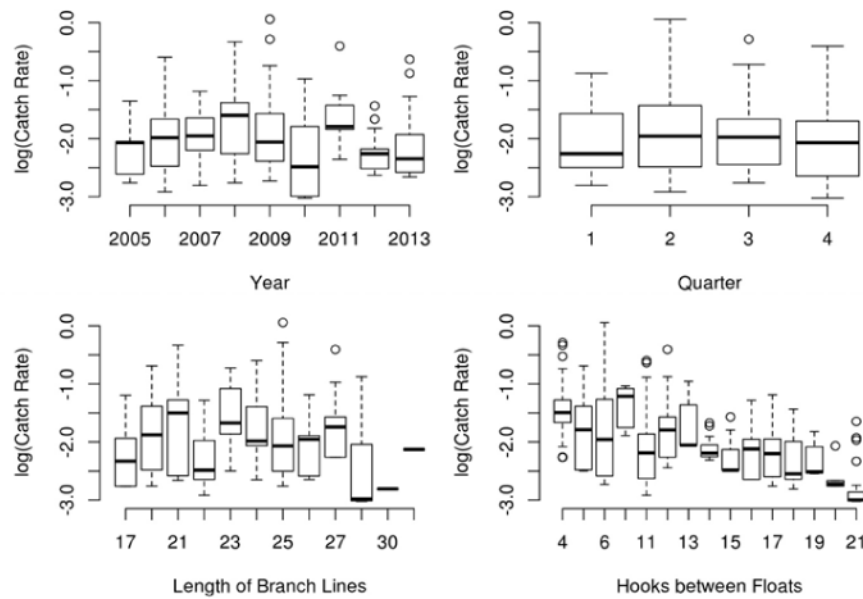 log(Catch Rate)
0.0
-1.0
-2.0
-3.0
2005 2007 2009 2011 2013
Year
log(Catch Rate)
0.0
-1.0
-2.0
-3.0
1 2 3 4
Quarter
log(Catch Rate)
0.0
-1.0
-2.0
-3.0
17 21 23 25 27 30
Length of Branch Lines
log(Catch Rate)
0.0
-1.0
-2.0
-3.0
4 6 11 13 15 17 19 21
Hooks between Floats